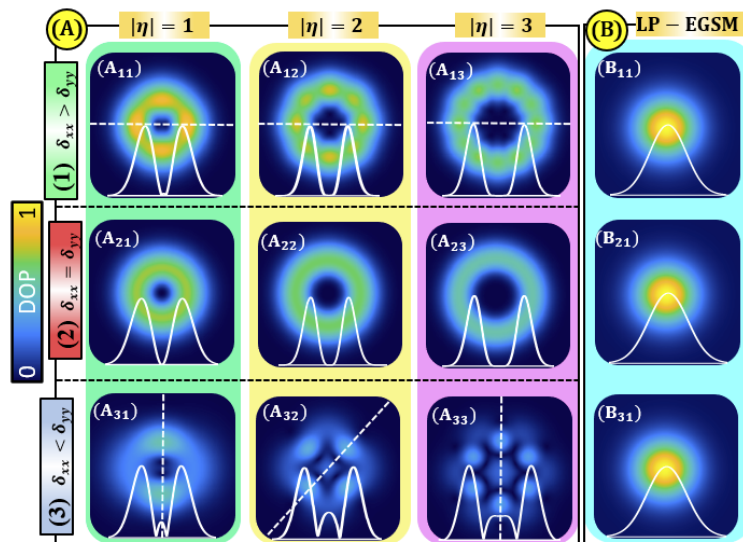 (A) |η| = 1 |η| = 2 |η| = 3 (B) LP − EGSM
(1) δxx > δyy
(A11) (A12) (A13) (B11)
(2) δxx = δyy
(A21) (A22) (A23) (B21)
0 DOP 1
(3) δxx < δyy
(A31) (A32) (A33) (B31)